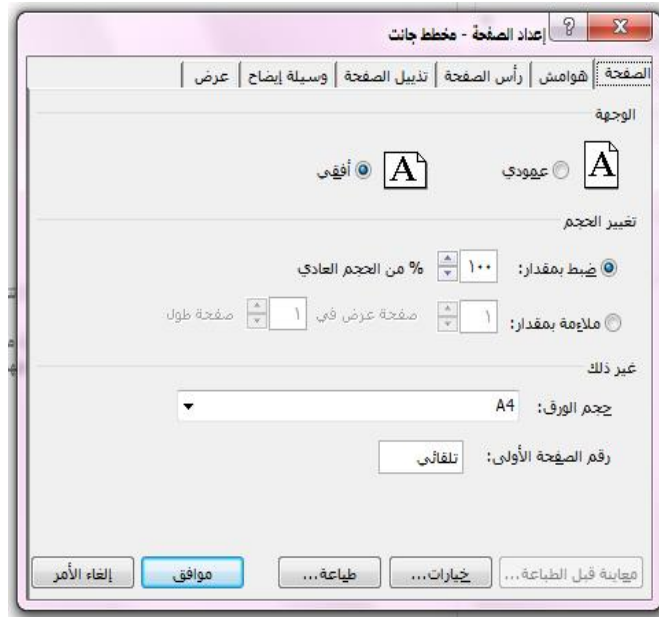 إعداد الصفحة - مخطط جانت
الصفحة هوامش رأس الصفحة تذييل الصفحة وسيلة إيضاح عرض
الوجهة
A عمودي A أفقي
تغيير الحجم
ضبط بمقدار: ١٠٠ % من الحجم العادي
ملاءمة بمقدار: ١ صفحة عرض في ١ صفحة طول
غير ذلك
حجم الورق: A4
رقم الصفحة الأولى: تلقائي
معاينة قبل الطباعة... خيارات... طباعة... موافق إلغاء الأمر